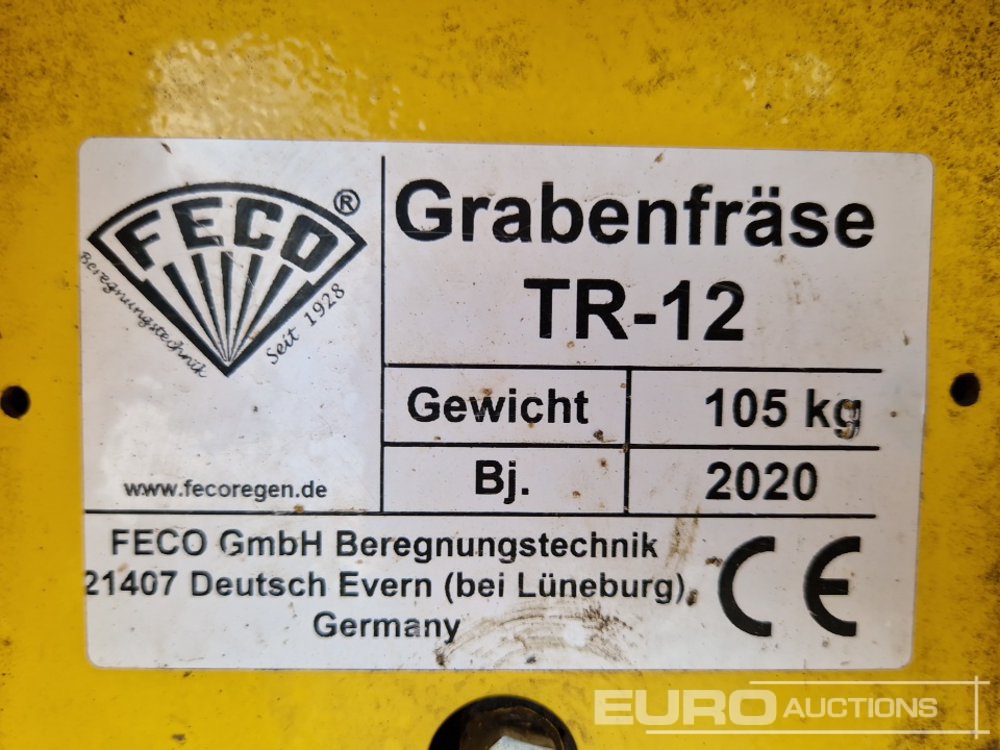 FECO®
Beregnungstechnik
Seit 1928
www.fecoregen.de
Grabenfräse
TR-12
Gewicht 105 kg
Bj. 2020
FECO GmbH Beregnungstechnik
21407 Deutsch Evern (bei Lüneburg),
Germany
CE
EURO AUCTIONS